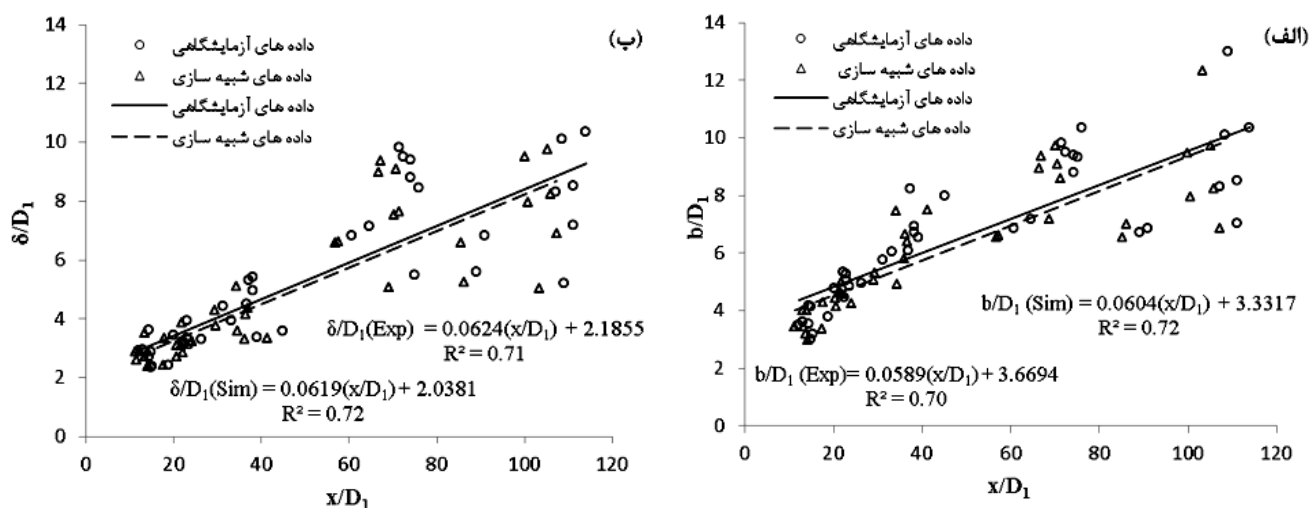 (الف)
داده های آزمایشگاهی
داده های شبیه سازی
داده های آزمایشگاهی
داده های شبیه سازی
14
12
10
8
6
4
2
0
b/D₁
b/D₁ (Sim) = 0.0604(x/D₁) + 3.3317
R² = 0.72
b/D₁ (Exp)= 0.0589(x/D₁) + 3.6694
R² = 0.70
0 20 40 60 80 100 120
x/D₁
(پ)
داده های آزمایشگاهی
داده های شبیه سازی
داده های آزمایشگاهی
داده های شبیه سازی
14
12
10
8
6
4
2
0
δ/D₁
δ/D₁(Exp) = 0.0624(x/D₁) + 2.1855
R² = 0.71
δ/D₁(Sim) = 0.0619(x/D₁) + 2.0381
R² = 0.72
0 20 40 60 80 100 120
x/D₁